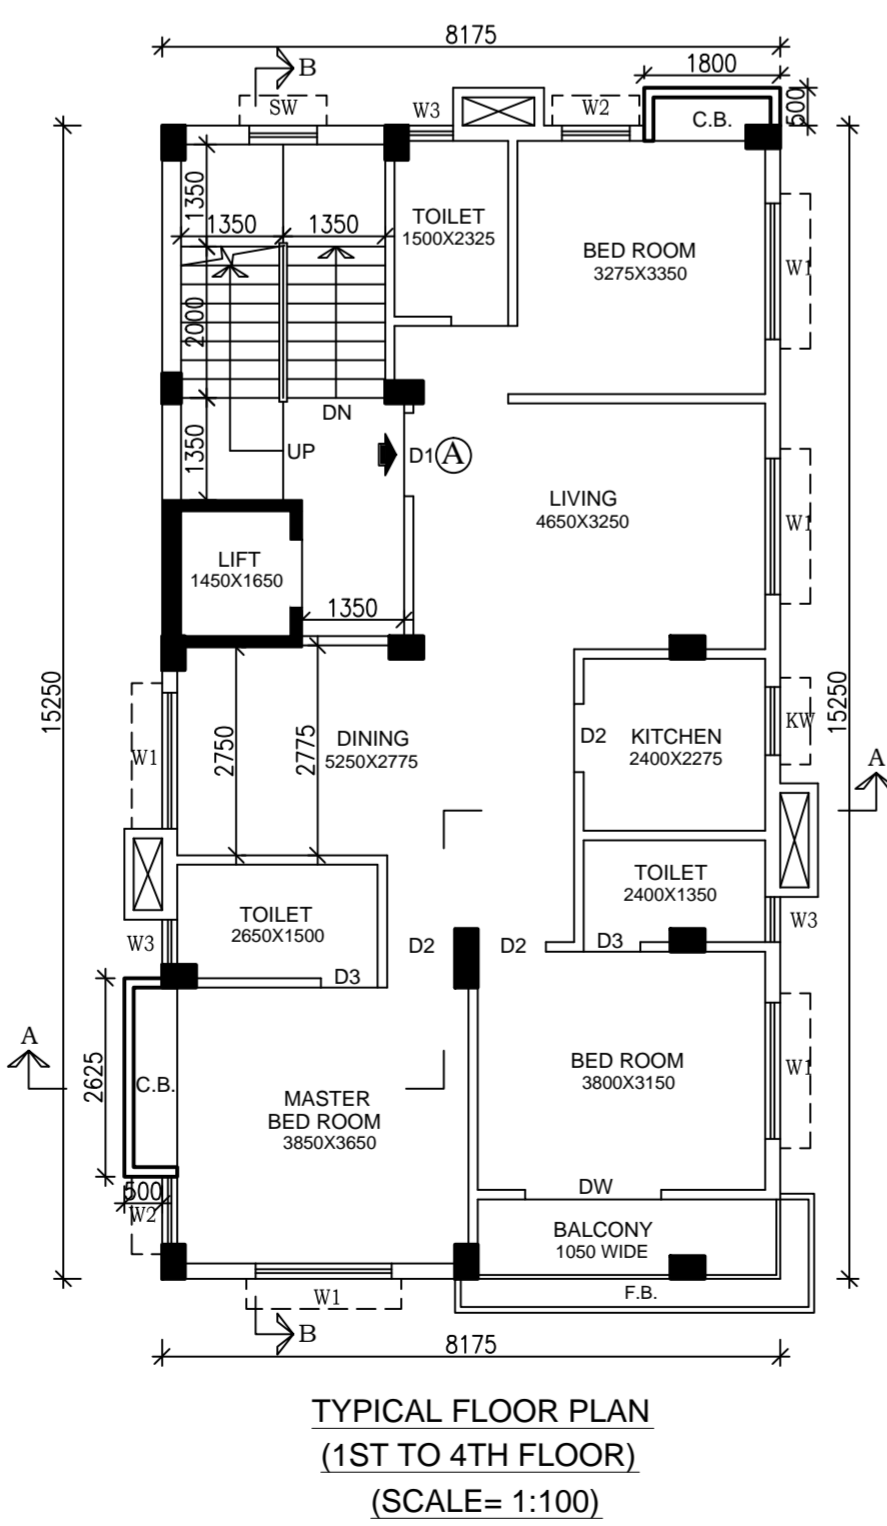 8175
B
1800
SW
W3
W2
C.B.
500
1350
1350
1350
TOILET
1500X2325
BED ROOM
3275X3350
W1
2000
DN
1350
UP
D1
A
LIVING
4650X3250
W1
LIFT
1450X1650
1350
15250
15250
2750
2775
DINING
5250X2775
D2
KITCHEN
2400X2275
KW
W1
A
TOILET
2400X1350
TOILET
2650X1500
W3
W3
D2
D2
D3
D3
A
2625
C.B.
MASTER
BED ROOM
3850X3650
BED ROOM
3800X3150
W1
500
W2
DW
BALCONY
1050 WIDE
F.B.
W1
B
8175
TYPICAL FLOOR PLAN
(1ST TO 4TH FLOOR)
(SCALE= 1:100)